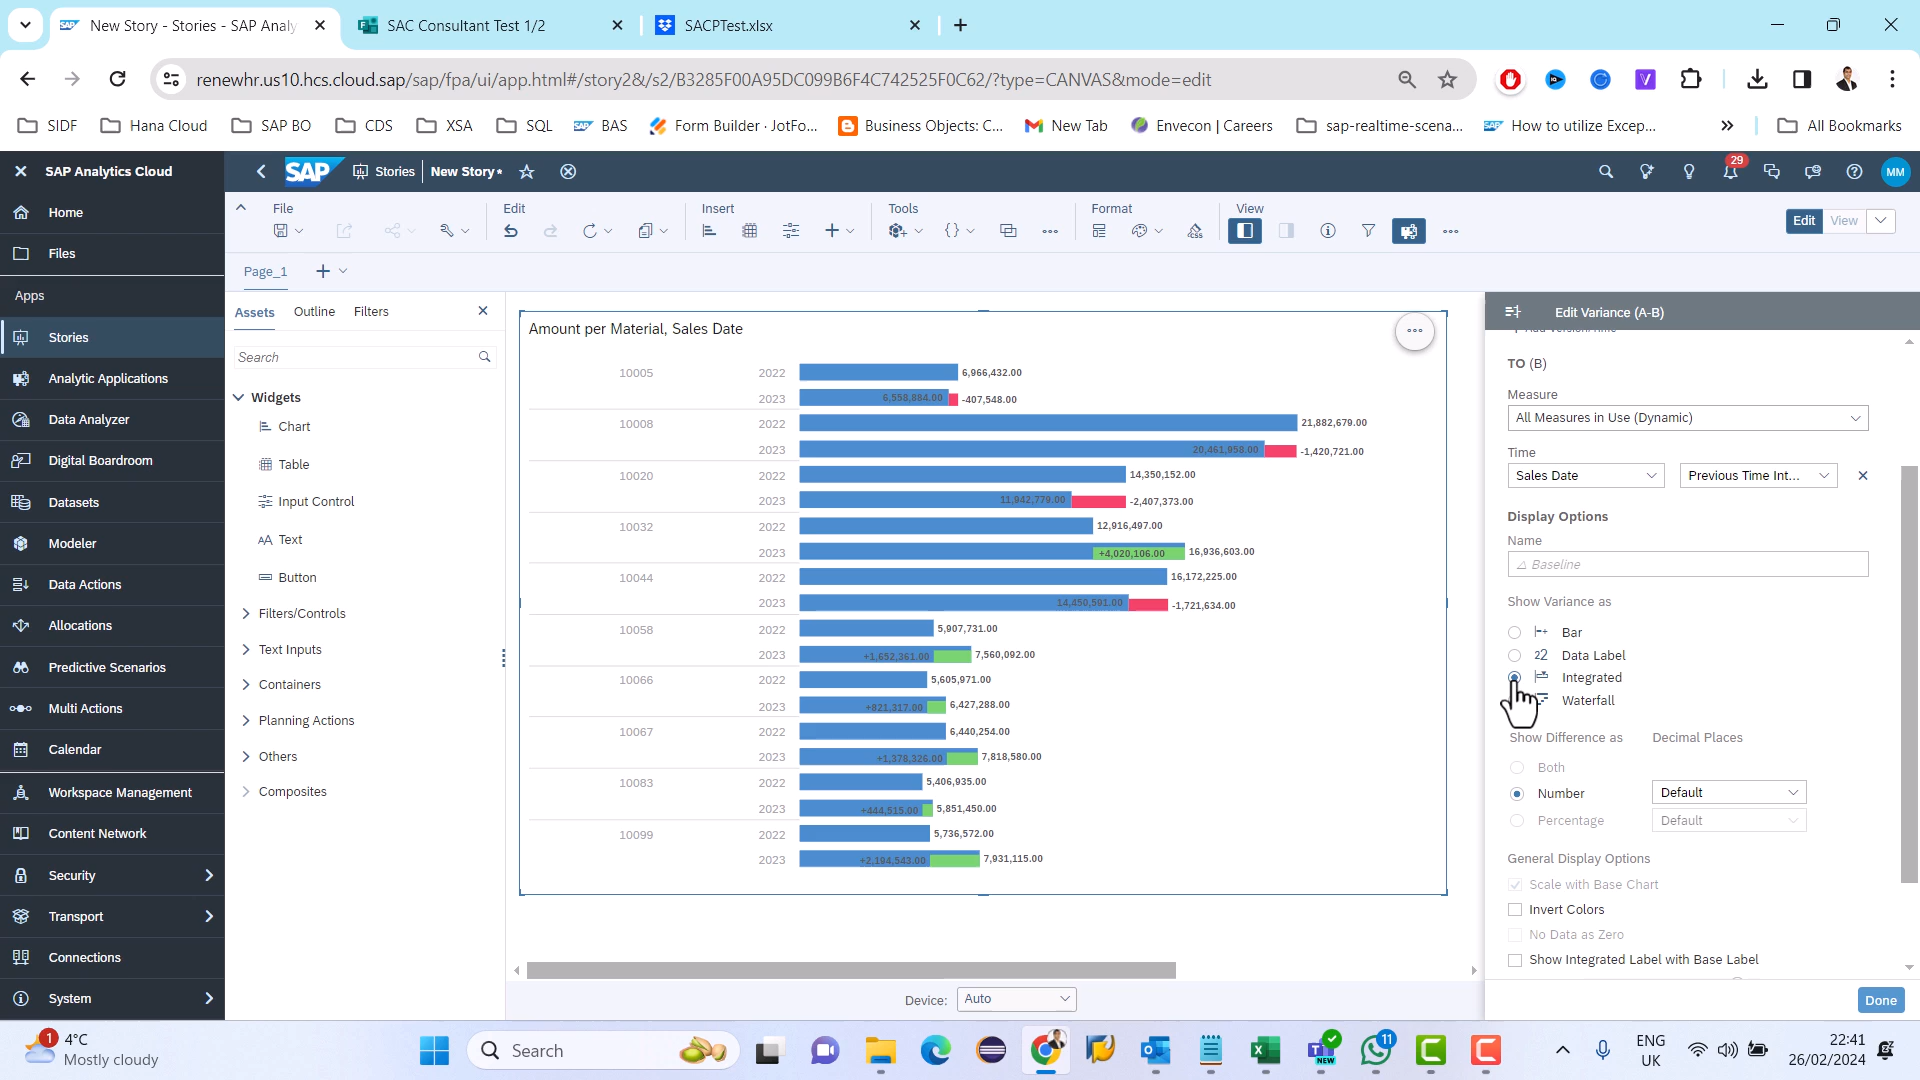 New Story - Stories - SAP Analy
SAC Consultant Test 1/2
SACPTest.xlsx
renewhr.us10.hcs.cloud.sap/sap/fpa/ui/app.html#/story2&/s2/B3285F00A95DC099B6F4C742525F0C62/?type=CANVAS&mode=edit
SIDF Hana Cloud SAP BO CDS XSA SQL BAS Form Builder · JotFo... Business Objects: C... New Tab Envecon | Careers sap-realtime-scena... How to utilize Excep... » All Bookmarks
SAP Analytics Cloud
SAP Stories New Story* 29 MM
Home
Files
Apps
Stories
Analytic Applications
Data Analyzer
Digital Boardroom
Datasets
Modeler
Data Actions
Allocations
Predictive Scenarios
Multi Actions
Calendar
Workspace Management
Content Network
Security
Transport
Connections
System
File Edit Insert Tools Format View
Edit View
Page_1
Assets Outline Filters
Search
Widgets
Chart
Table
Input Control
Text
Button
Filters/Controls
Text Inputs
Containers
Planning Actions
Others
Composites
Amount per Material, Sales Date
10005 2022 6,966,432.00
2023 6,558,884.00 -407,548.00
10008 2022 21,882,679.00
2023 20,461,958.00 -1,420,721.00
10020 2022 14,350,152.00
2023 11,942,779.00 -2,407,373.00
10032 2022 12,916,497.00
2023 +4,020,106.00 16,936,603.00
10044 2022 16,172,225.00
2023 14,450,591.00 -1,721,634.00
10058 2022 5,907,731.00
2023 +1,652,361.00 7,560,092.00
10066 2022 5,605,971.00
2023 +821,317.00 6,427,288.00
10067 2022 6,440,254.00
2023 +1,378,326.00 7,818,580.00
10083 2022 5,406,935.00
2023 +444,515.00 5,851,450.00
10099 2022 5,736,572.00
2023 +2,194,543.00 7,931,115.00
Device: Auto
Edit Variance (A-B)
TO (B)
Measure
All Measures in Use (Dynamic)
Time
Sales Date Previous Time Int...
Display Options
Name
△ Baseline
Show Variance as
Bar
Data Label
Integrated
Waterfall
Show Difference as Decimal Places
Both
Number Default
Percentage Default
General Display Options
Scale with Base Chart
Invert Colors
No Data as Zero
Show Integrated Label with Base Label
Done
1 4°C
Mostly cloudy
Search
NEW 11
ENG
UK
22:41
26/02/2024